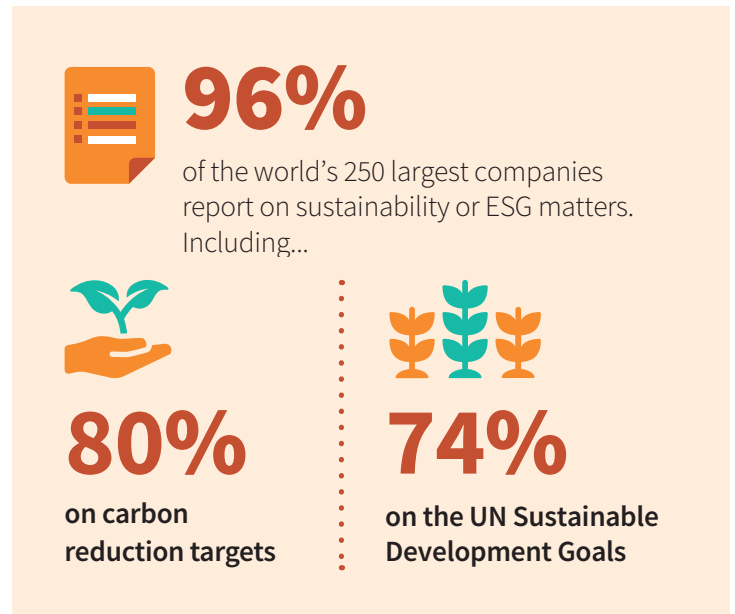 96%
of the world’s 250 largest companies
report on sustainability or ESG matters.
Including...
80%
on carbon
reduction targets
74%
on the UN Sustainable
Development Goals